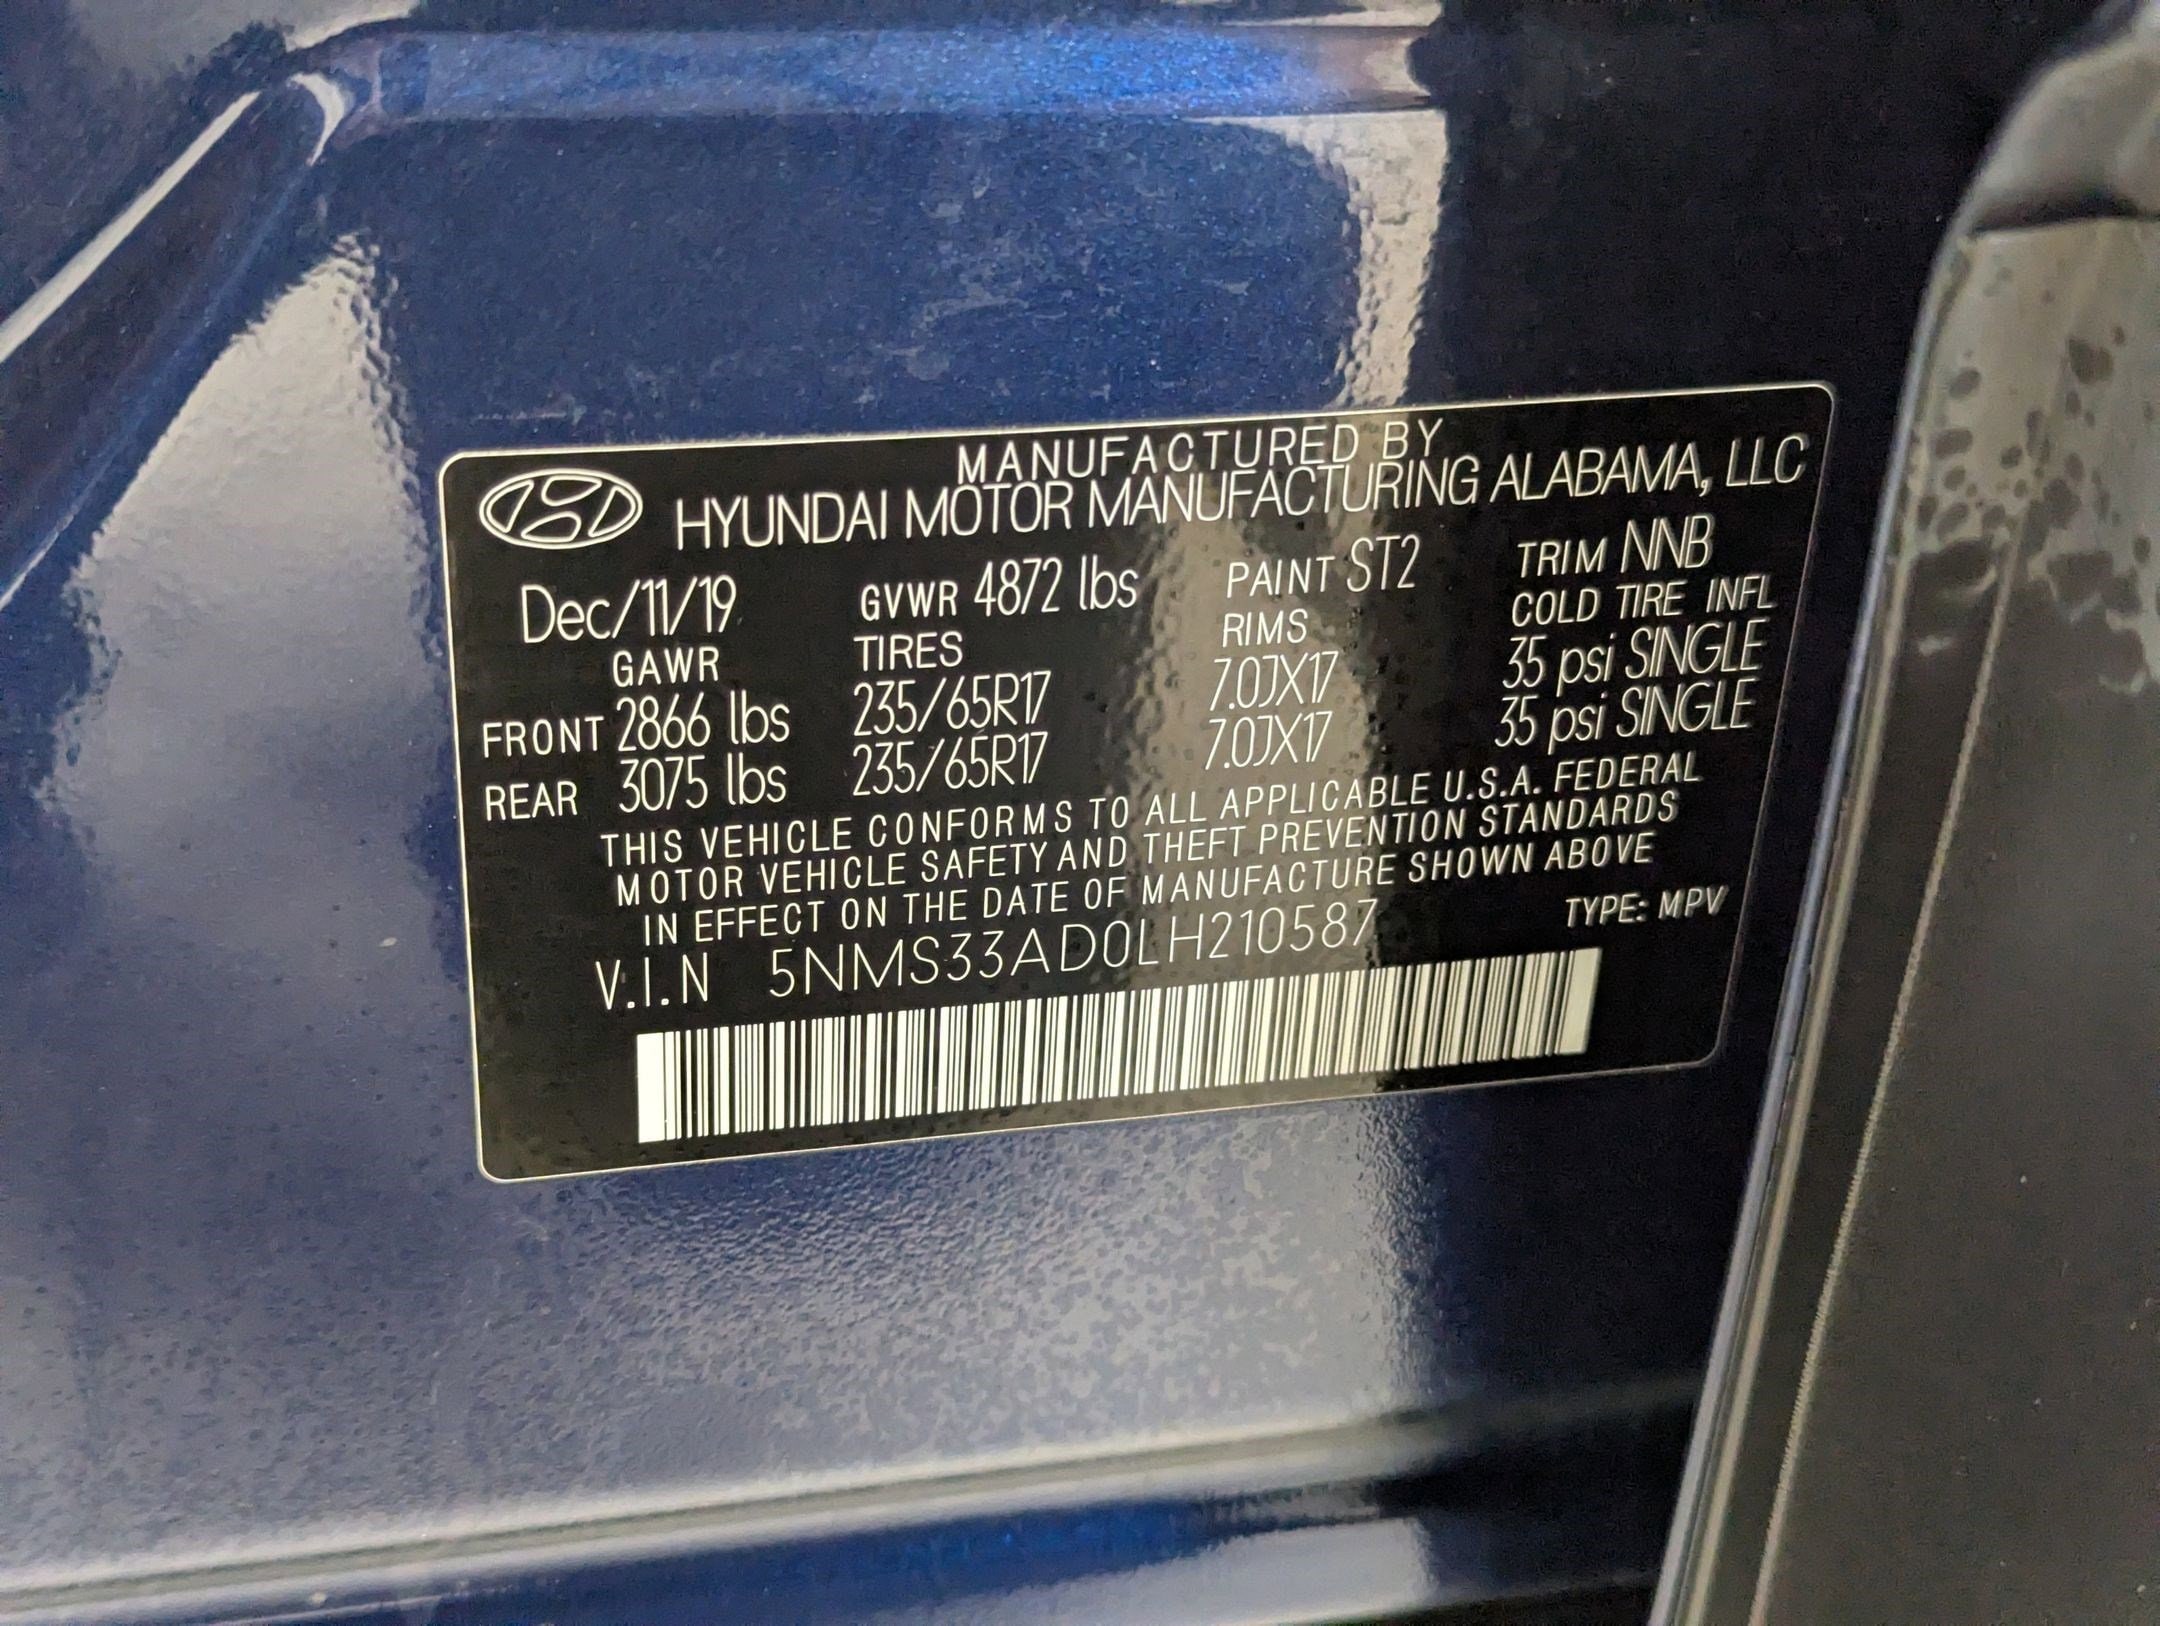 MANUFACTURED BY
HYUNDAI MOTOR MANUFACTURING ALABAMA, LLC
Dec/11/19 GVWR 4872 lbs PAINT ST2 TRIM NNB
GAWR TIRES RIMS COLD TIRE INFL
FRONT 2866 lbs 235/65R17 7.0JX17 35 psi SINGLE
REAR 3075 lbs 235/65R17 7.0JX17 35 psi SINGLE
THIS VEHICLE CONFORMS TO ALL APPLICABLE U.S.A. FEDERAL
MOTOR VEHICLE SAFETY AND THEFT PREVENTION STANDARDS
IN EFFECT ON THE DATE OF MANUFACTURE SHOWN ABOVE
V.I.N 5NMS33AD0LH210587 TYPE: MPV